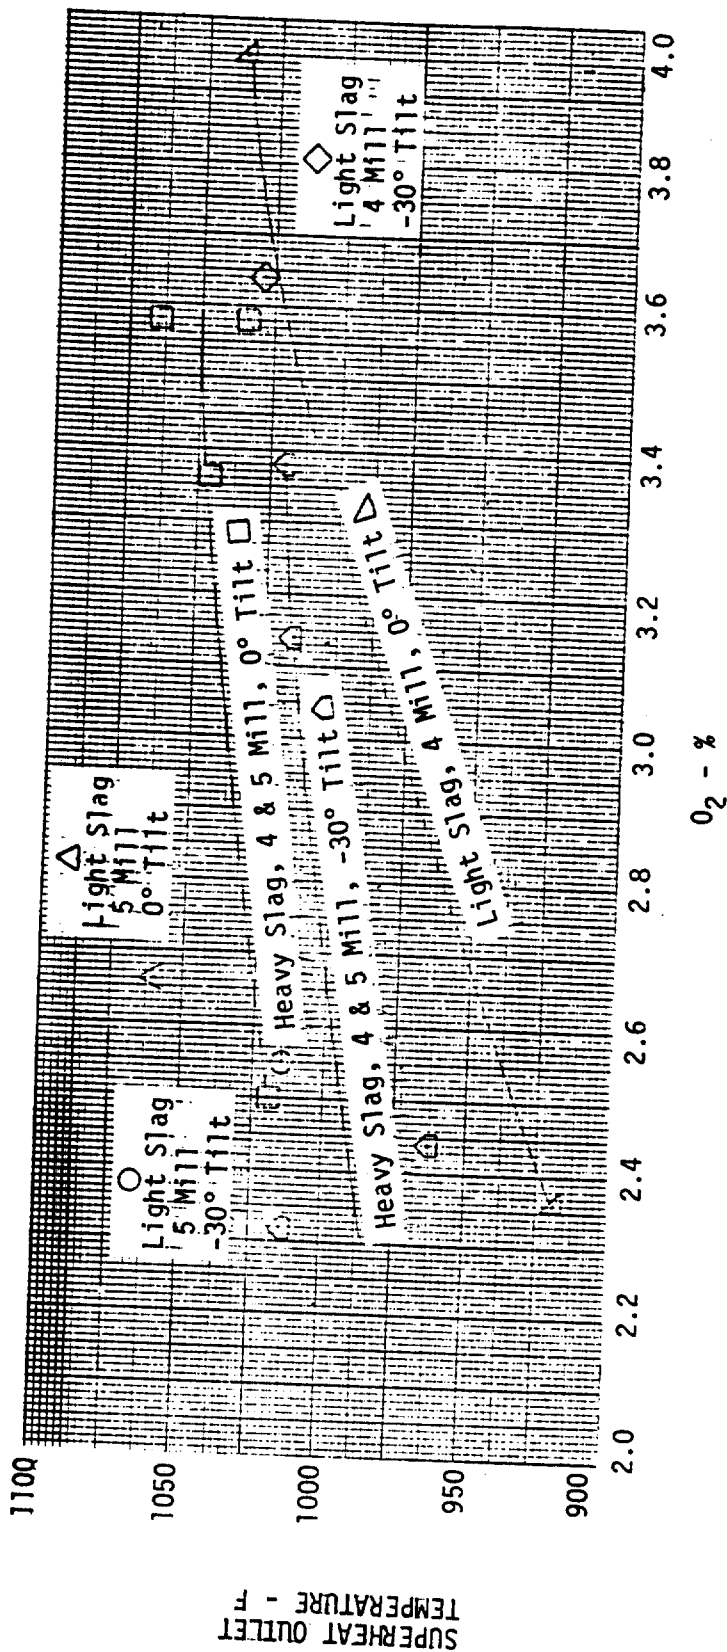 SUPERHEAT OUTLET
TEMPERATURE - F
1100
1050
1000
950
900
Light Slag
5 Mill
-30° Tilt
Light Slag
5 Mill
0° Tilt
Heavy Slag, 4 & 5 Mill, 0° Tilt
Heavy Slag, 4 & 5 Mill, -30° Tilt
Light Slag, 4 Mill, 0° Tilt
Light Slag
4 Mill
-30° Tilt
2.0 2.2 2.4 2.6 2.8 3.0 3.2 3.4 3.6 3.8 4.0
O2 - %